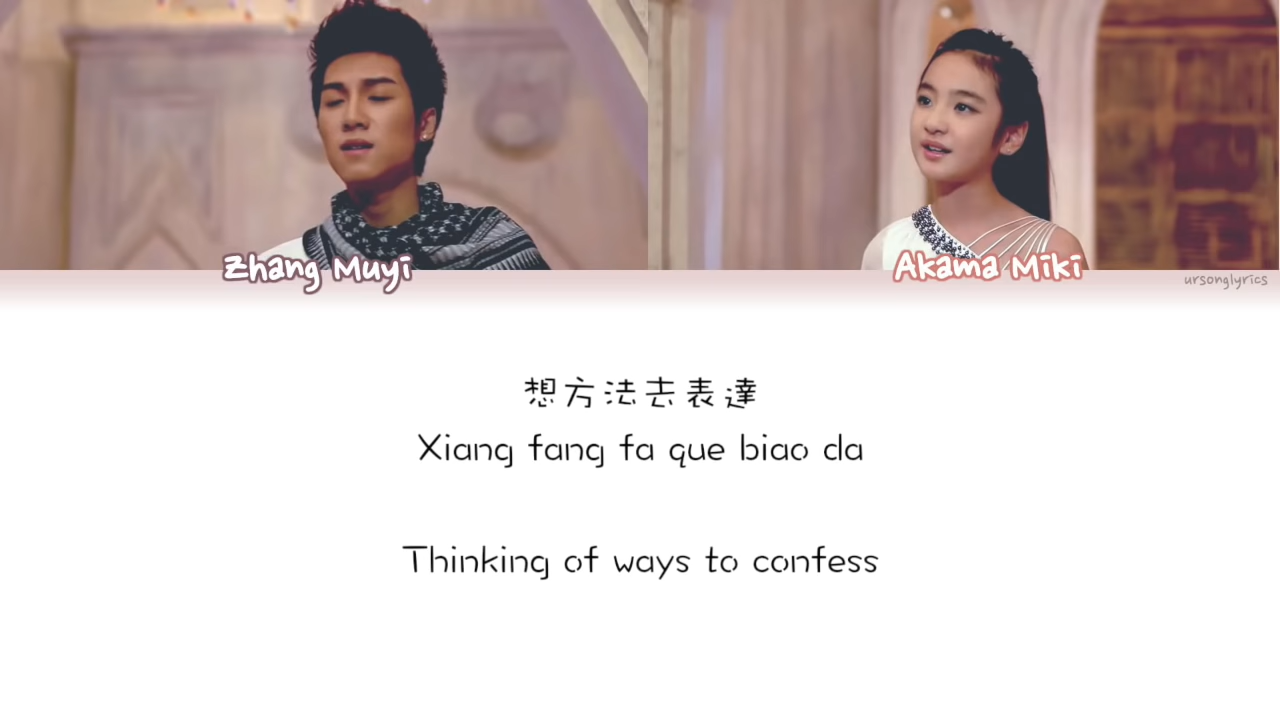 Zhang Muyi
Akama Miki
ursonglyrics
想方法去表達
Xiang fang fa que biao da
Thinking of ways to confess